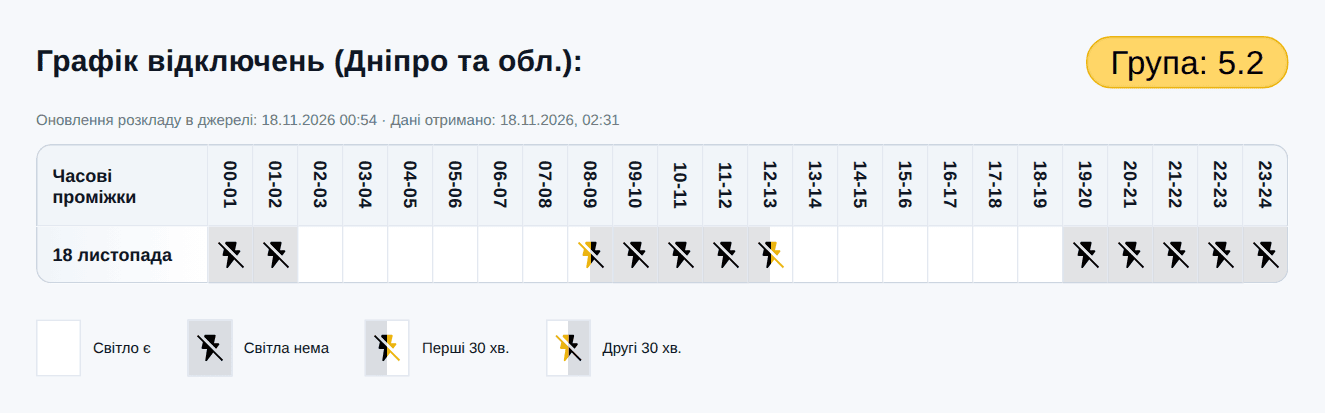 Графік відключень (Дніпро та обл.):
Група: 5.2
Оновлення розкладу в джерелі: 18.11.2026 00:54 · Дані отримано: 18.11.2026, 02:31
Часові
проміжки
00-01 01-02 02-03 03-04 04-05 05-06 06-07 07-08 08-09 09-10 10-11 11-12 12-13 13-14 14-15 15-16 16-17 17-18 18-19 19-20 20-21 21-22 22-23 23-24
18 листопада
Світло є
Світла нема
Перші 30 хв.
Другі 30 хв.